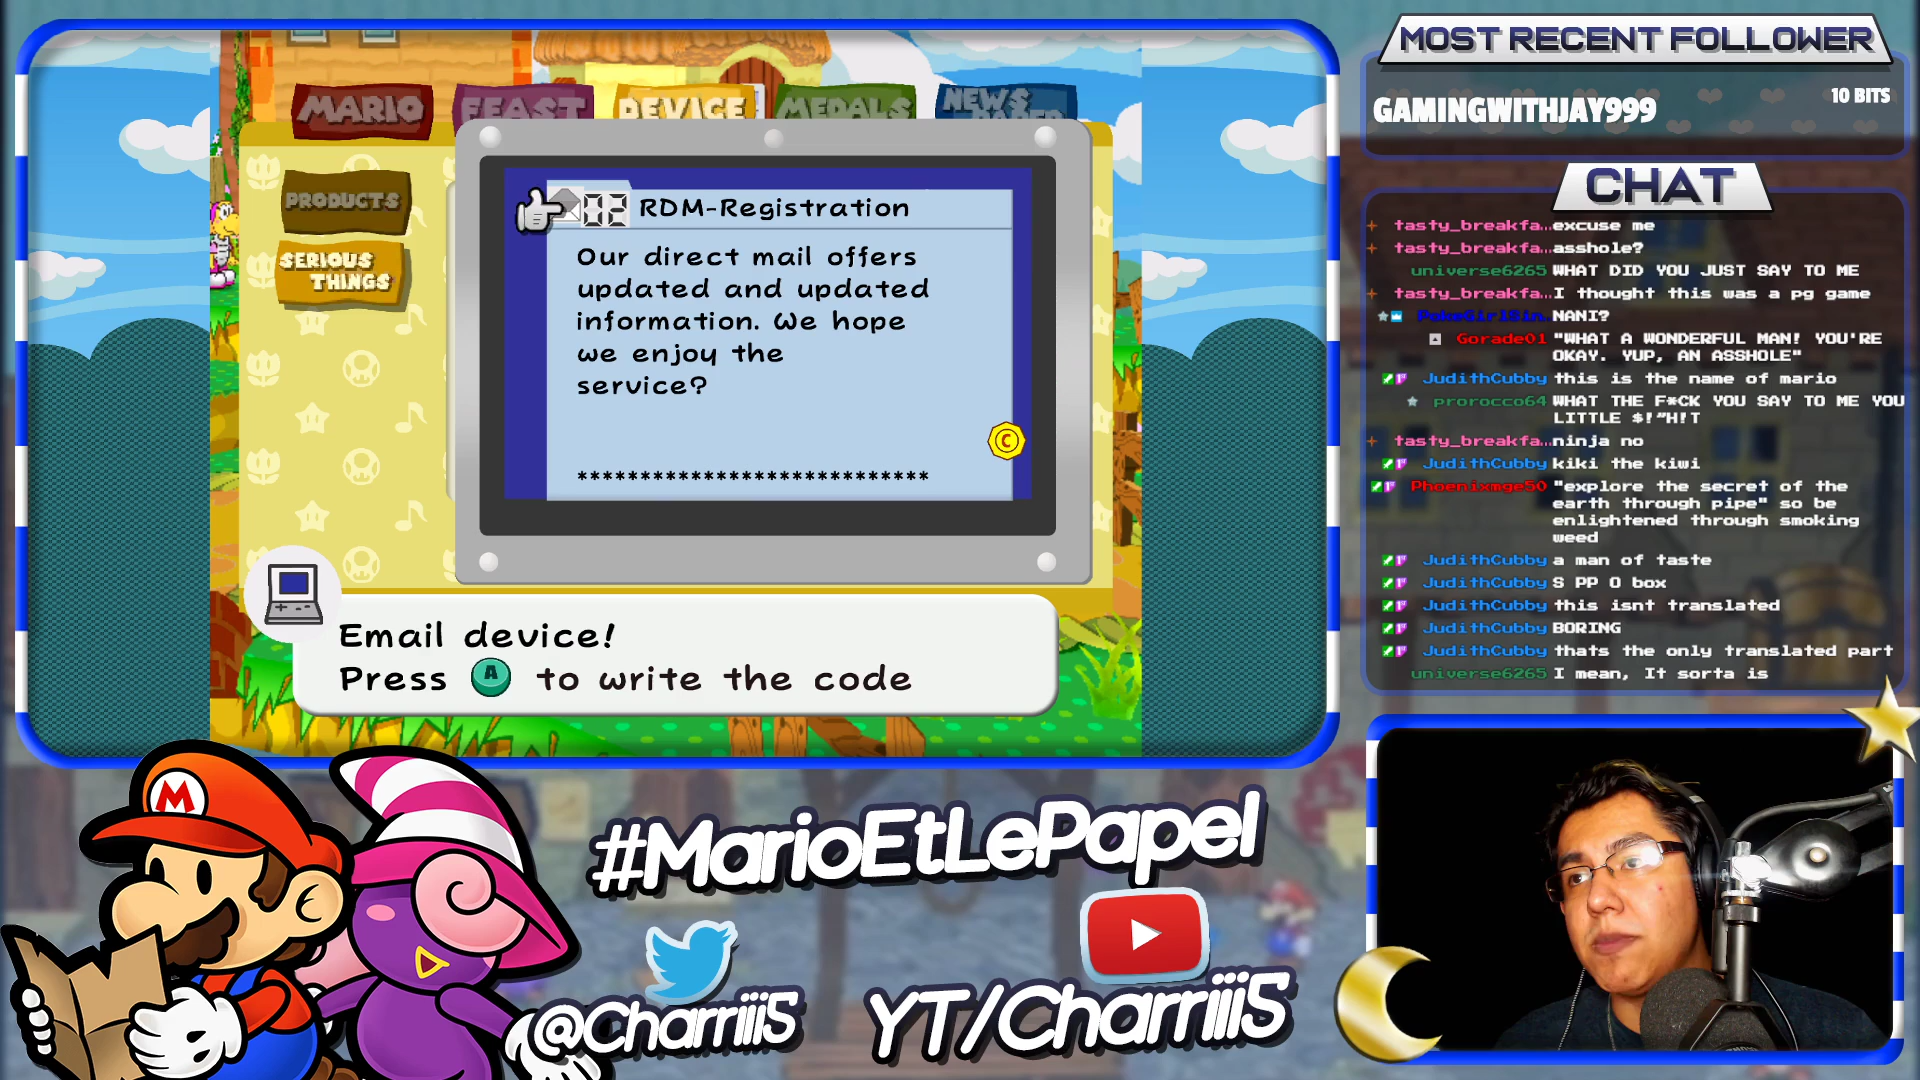 MARIO
FEAST
DEVICE
MEDALS
NEWS
PAPER
PRODUCTS
SERIOUS
THINGS
02 RDM-Registration
Our direct mail offers
updated and updated
information. We hope
we enjoy the
service?
****************************
C
Email device!
Press A to write the code
M
#MarioEtLePapel
@Charriii5
YT/Charriii5
MOST RECENT FOLLOWER
10 BITS
GAMINGWITHJAY999
CHAT
tasty_breakfa… excuse me
tasty_breakfa… asshole?
universe6265 WHAT DID YOU JUST SAY TO ME
tasty_breakfa… I thought this was a pg game
NANI?
Gorade01 "WHAT A WONDERFUL MAN! YOU'RE
OKAY. YUP, AN ASSHOLE"
JudithCubby this is the name of mario
prorocco64 WHAT THE F*CK YOU SAY TO ME YOU
LITTLE $!"H!T
tasty_breakfa… ninja no
JudithCubby kiki the kiwi
Phoenixmge50 "explore the secret of the
earth through pipe" so be
enlightened through smoking
weed
JudithCubby a man of taste
JudithCubby S PP O box
JudithCubby this isnt translated
JudithCubby BORING
JudithCubby thats the only translated part
universe6265 I mean, It sorta is